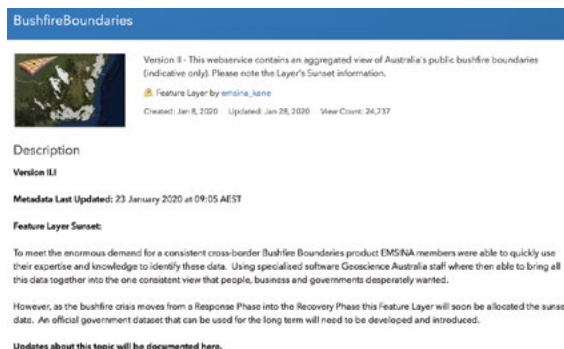 BushfireBoundaries
Version II - This webservice contains an aggregated view of Australia's public bushfire boundaries
(indicative only). Please note the Layer's Sunset information.
Feature Layer by emsina_kane
Created: Jan 8, 2020 Updated: Jan 28, 2020 View Count: 24,737
Description
Version II.I
Metadata Last Updated: 23 January 2020 at 09:05 AEST
Feature Layer Sunset:
To meet the enormous demand for a consistent cross-border Bushfire Boundaries product EMSINA members were able to quickly use
their expertise and knowledge to identify these data. Using specialised software Geoscience Australia staff where then able to bring all
this data together into the one consistent view that people, business and governments desperately wanted.
However, as the bushfire crisis moves from a Response Phase into the Recovery Phase this Feature Layer will soon be allocated the sunse
date. An official government dataset that can be used for the long term will need to be developed and introduced.
Updates about this topic will be documented here.